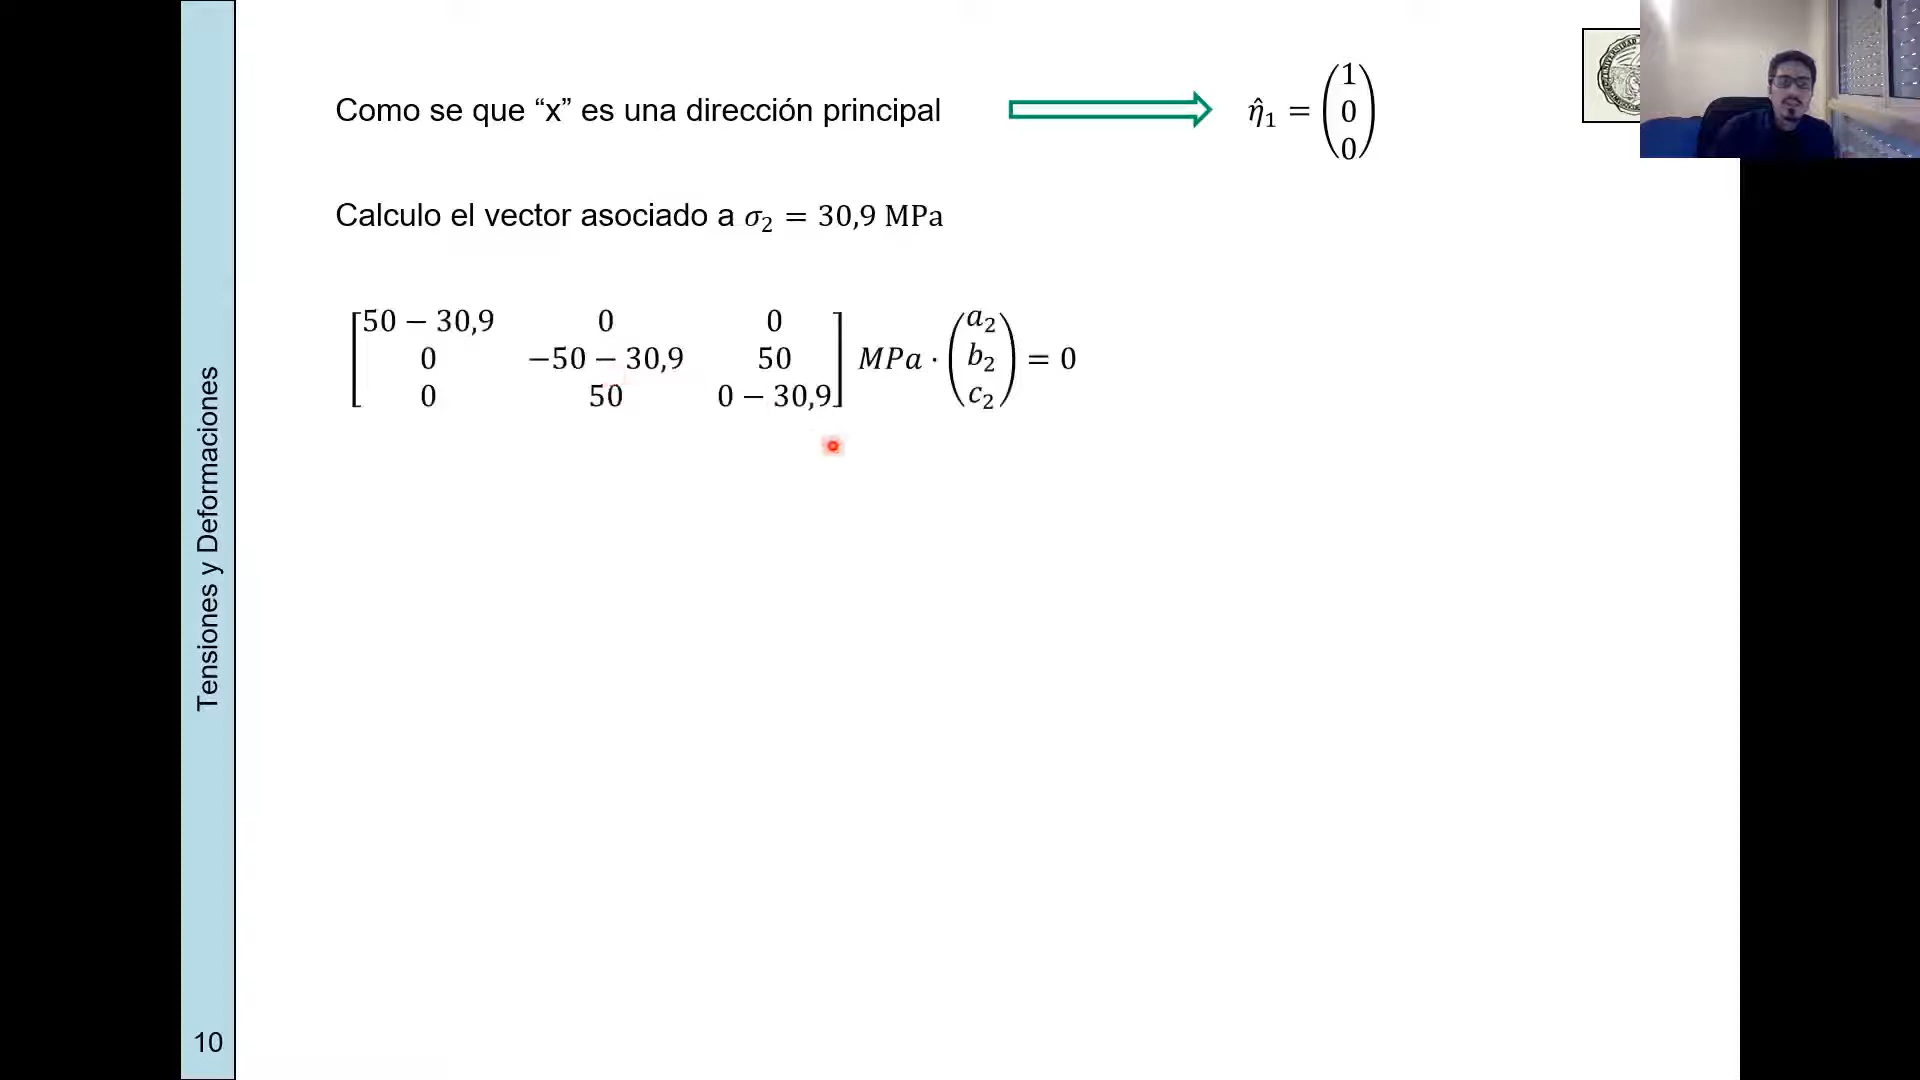 Como se que “x” es una dirección principal
η̂₁ = (1 0 0)
Calculo el vector asociado a σ₂ = 30,9 MPa
[50 − 30,9 0 0
0 −50 − 30,9 50
0 50 0 − 30,9] MPa · (a₂ b₂ c₂) = 0
Tensiones y Deformaciones
10